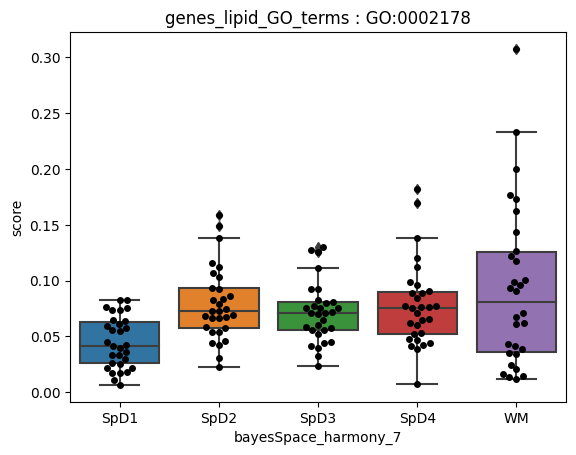 genes_lipid_GO_terms : GO:0002178
0.30
0.25
0.20
0.15
0.10
0.05
0.00
score
SpD1 SpD2 SpD3 SpD4 WM
bayesSpace_harmony_7